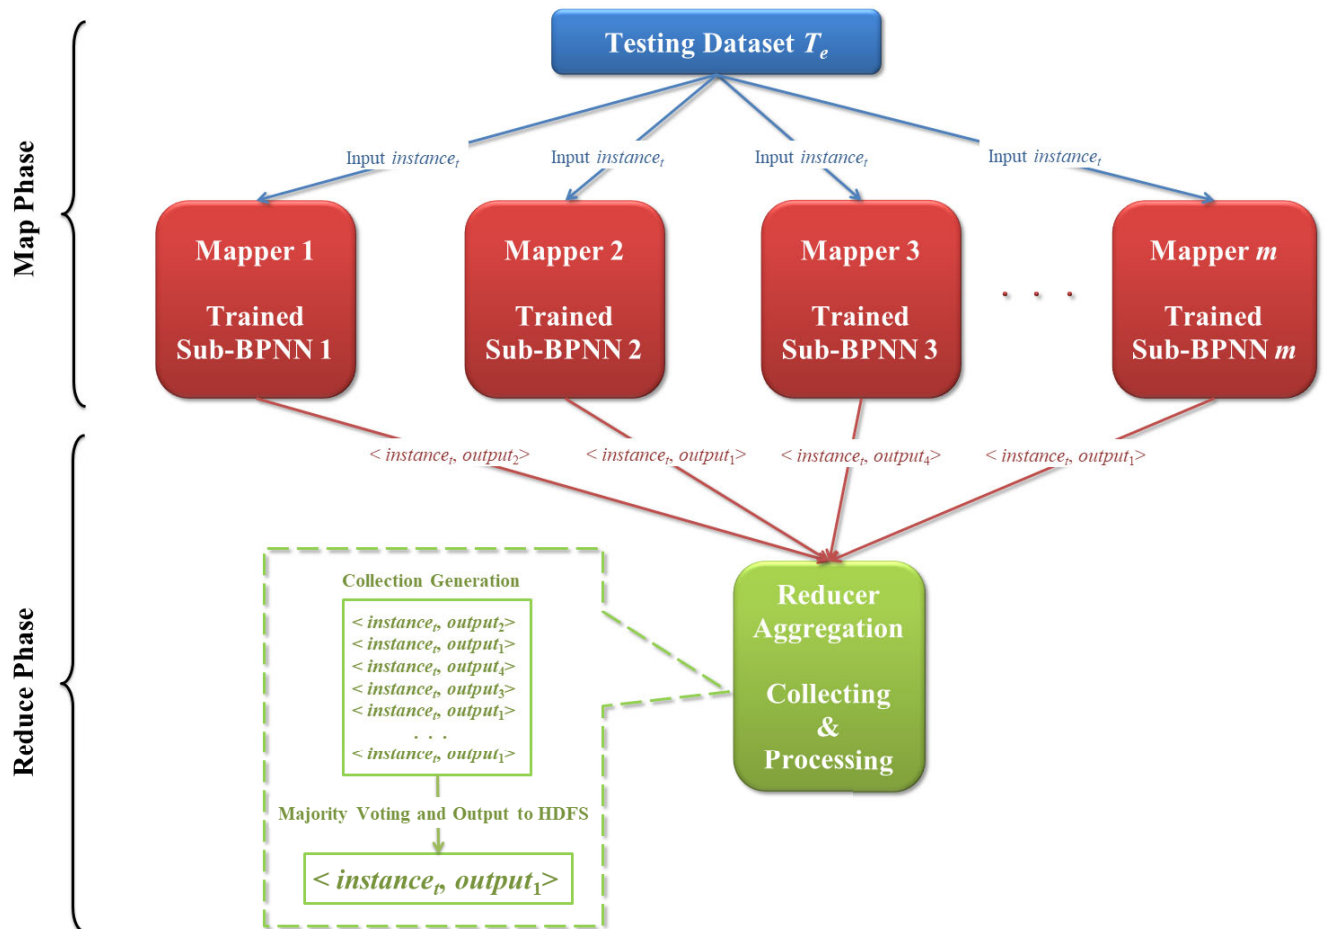 Testing Dataset Te
Map Phase
Input instancet
Input instancet
Input instancet
Input instancet
Mapper 1
Trained
Sub-BPNN 1
Mapper 2
Trained
Sub-BPNN 2
Mapper 3
Trained
Sub-BPNN 3
. . .
Mapper m
Trained
Sub-BPNN m
< instancet, output2>
< instancet, output1>
< instancet, output4>
< instancet, output1>
Reduce Phase
Collection Generation
< instancet, output2>
< instancet, output1>
< instancet, output4>
< instancet, output3>
< instancet, output1>
. . .
< instancet, output1>
Majority Voting and Output to HDFS
< instancet, output1>
Reducer
Aggregation
Collecting
&
Processing